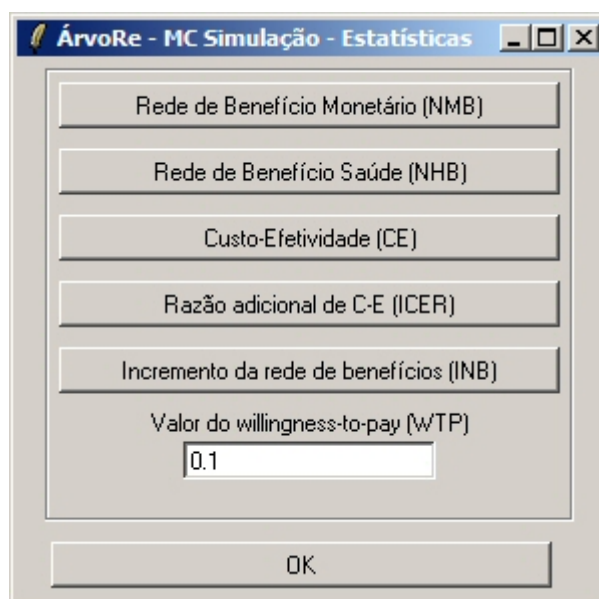 ÁrvoRe - MC Simulação - Estatísticas
Rede de Benefício Monetário (NMB)
Rede de Benefício Saúde (NHB)
Custo-Efetividade (CE)
Razão adicional de C-E (ICER)
Incremento da rede de benefícios (INB)
Valor do willingness-to-pay (WTP)
0.1
OK